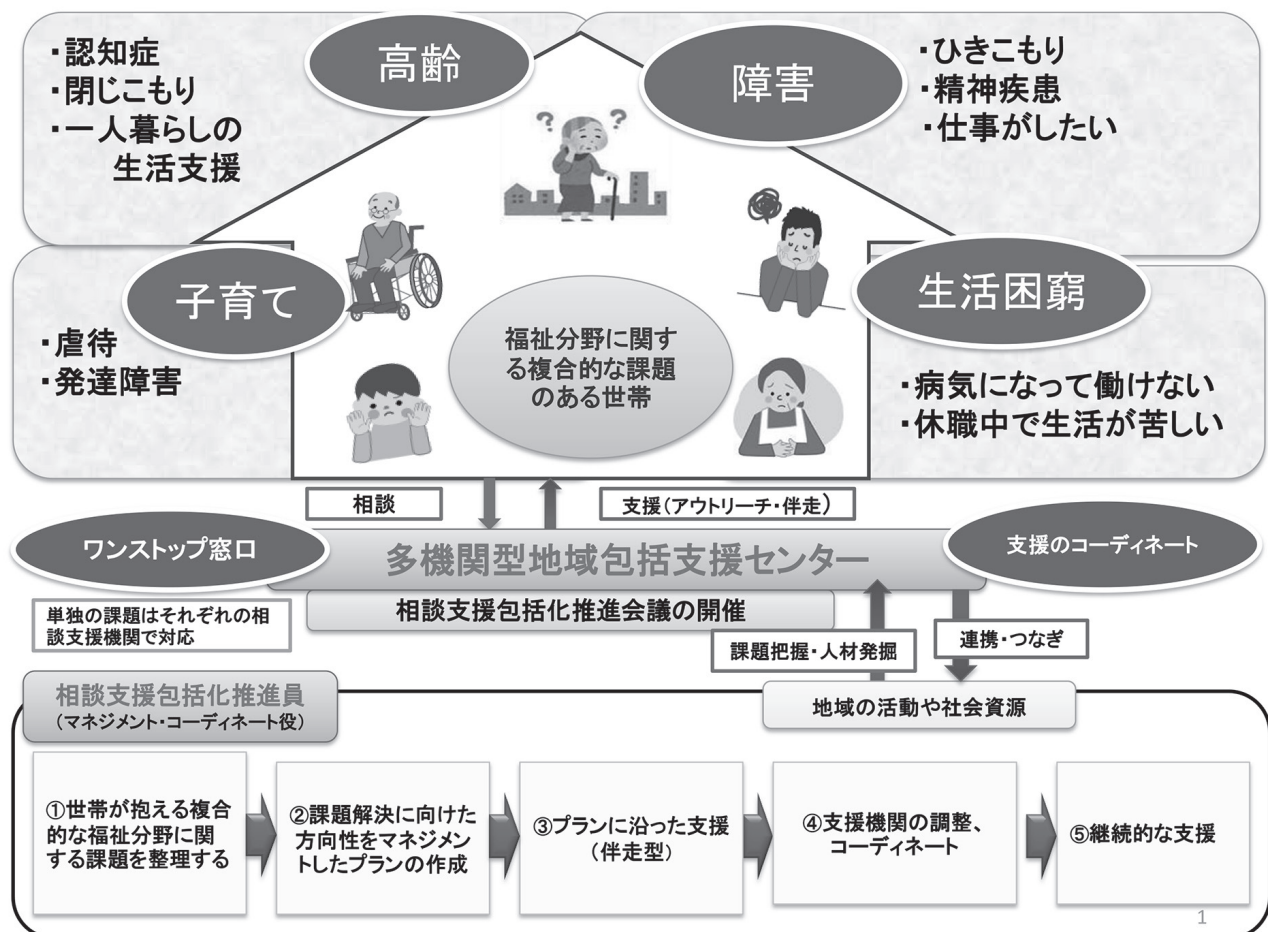 高齢
・認知症
・閉じこもり
・一人暮らしの
生活支援
障害
・ひきこもり
・精神疾患
・仕事がしたい
？
？
子育て
・虐待
・発達障害
生活困窮
・病気になって働けない
・休職中で生活が苦しい
福祉分野に関す
る複合的な課題
のある世帯
相談
支援（アウトリーチ・伴走）
ワンストップ窓口
多機関型地域包括支援センター
支援のコーディネート
相談支援包括化推進会議の開催
単独の課題はそれぞれの相
談支援機関で対応
課題把握・人材発掘
連携・つなぎ
相談支援包括化推進員
（マネジメント・コーディネート役）
地域の活動や社会資源
①世帯が抱える複合
的な福祉分野に関
する課題を整理する
②課題解決に向けた
方向性をマネジメン
トしたプランの作成
③プランに沿った支援
（伴走型）
④支援機関の調整、
コーディネート
⑤継続的な支援
1